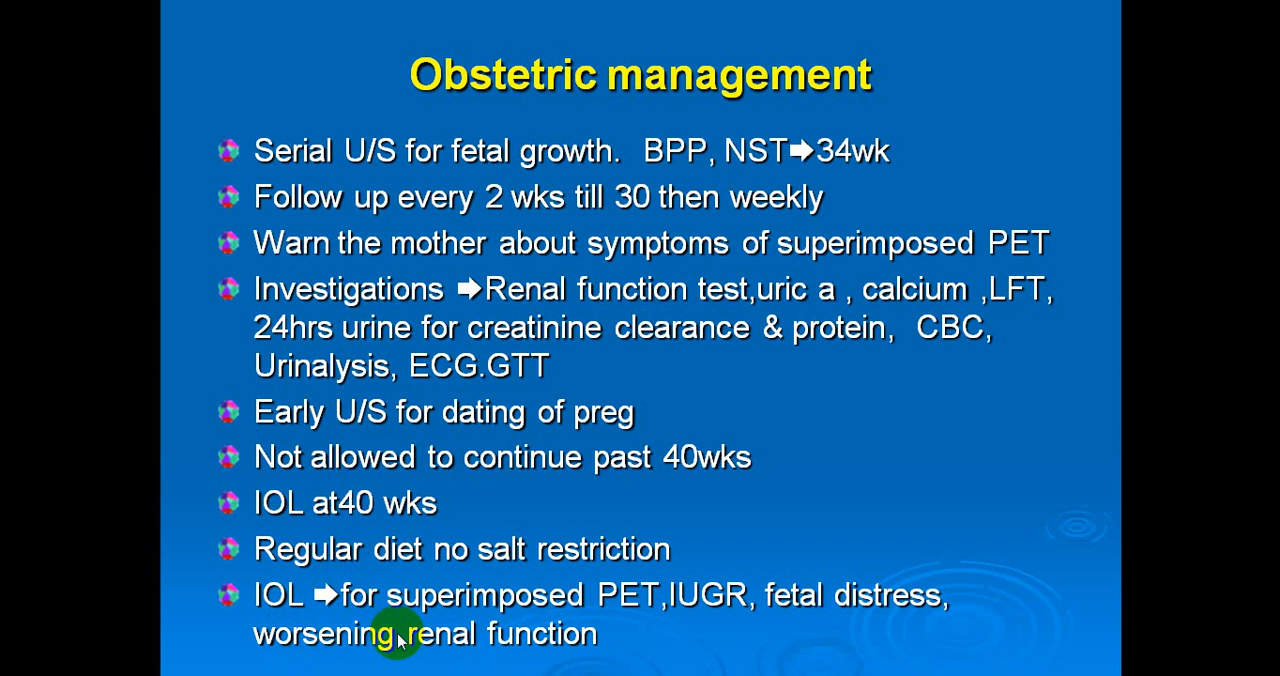 Obstetric management
Serial U/S for fetal growth. BPP, NST➡34wk
Follow up every 2 wks till 30 then weekly
Warn the mother about symptoms of superimposed PET
Investigations ➡Renal function test,uric a , calcium ,LFT,
24hrs urine for creatinine clearance & protein, CBC,
Urinalysis, ECG.GTT
Early U/S for dating of preg
Not allowed to continue past 40wks
IOL at40 wks
Regular diet no salt restriction
IOL ➡for superimposed PET,IUGR, fetal distress,
worsening renal function